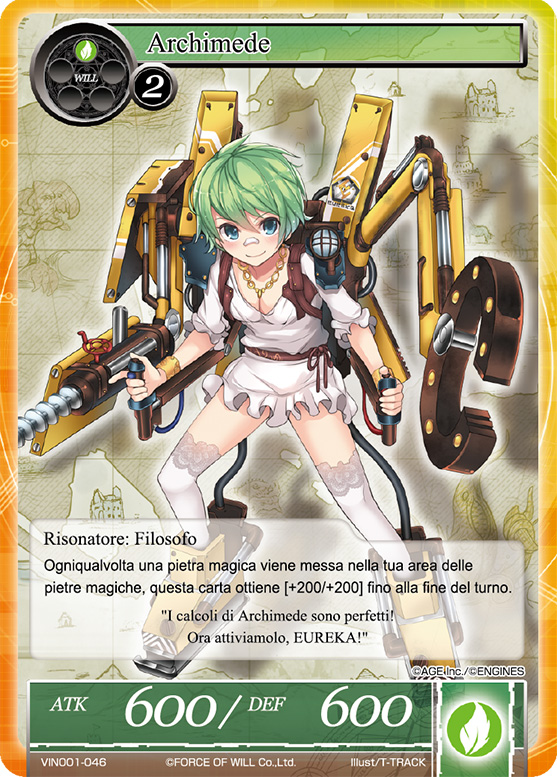 Archimede
WILL
2
EUREKA
Risonatore: Filosofo
Ogniqualvolta una pietra magica viene messa nella tua area delle
pietre magiche, questa carta ottiene [+200/+200] fino alla fine del turno.
"I calcoli di Archimede sono perfetti!
Ora attiviamolo, EUREKA!"
©AGE Inc./©ENGINES
ATK 600 / DEF 600
VIN001-046 ©FORCE OF WILL Co.,Ltd. Illust/T-TRACK